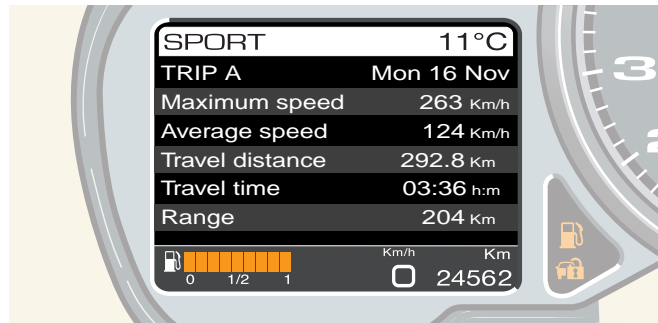 SPORT 11°C
TRIP A Mon 16 Nov
Maximum speed 263 Km/h
Average speed 124 Km/h
Travel distance 292.8 Km
Travel time 03:36 h:m
Range 204 Km
Km/h Km
0 1/2 1 0 24562
3